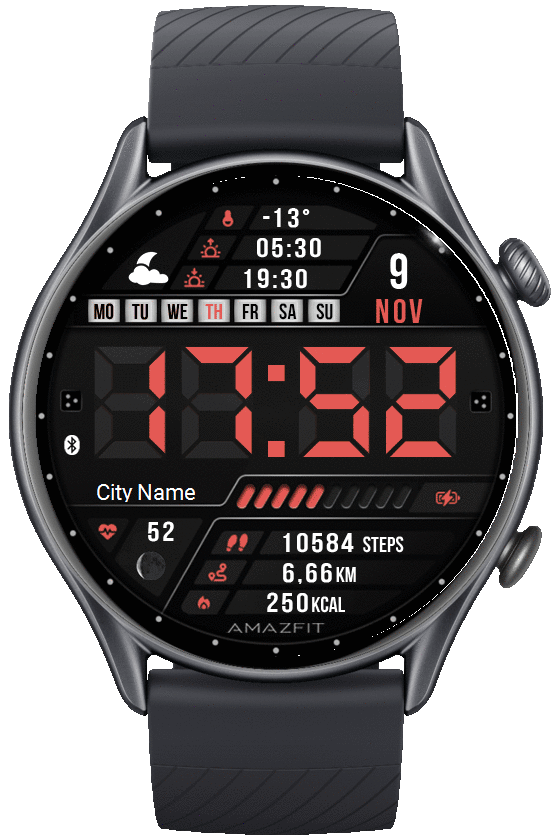 -13°
05:30
19:30
9
NOV
MO TU WE TH FR SA SU
17:52
City Name
52
10584 STEPS
6,66KM
250KCAL
AMAZFIT